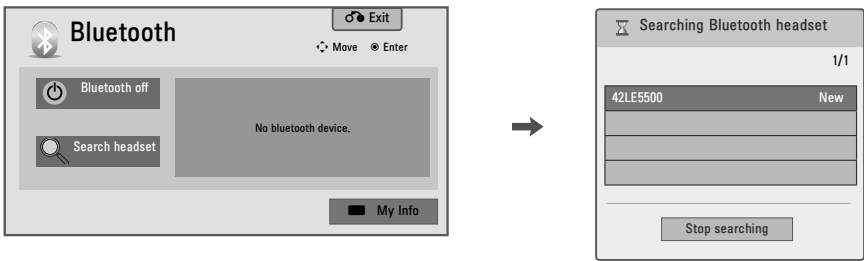 Bluetooth
Exit
Move Enter
Bluetooth off
Search headset
No bluetooth device.
My Info
Searching Bluetooth headset
1/1
42LE5500 New
Stop searching